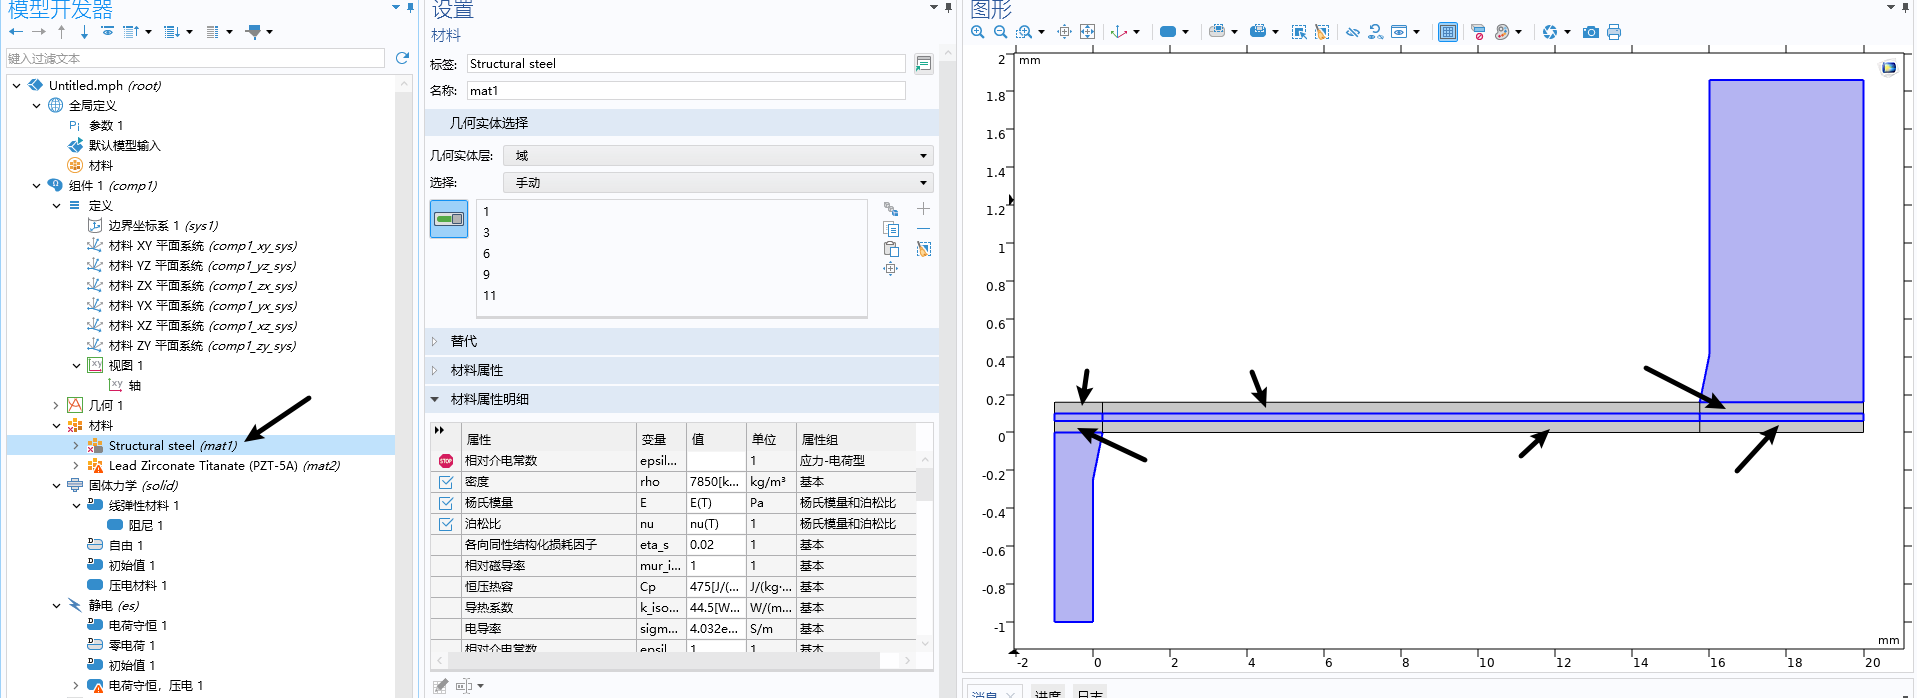 模型开发器
键入过滤文本
Untitled.mph (root)
全局定义
Pi 参数 1
默认模型输入
材料
组件 1 (comp1)
定义
边界坐标系 1 (sys1)
材料 XY 平面系统 (comp1_xy_sys)
材料 YZ 平面系统 (comp1_yz_sys)
材料 ZX 平面系统 (comp1_zx_sys)
材料 YX 平面系统 (comp1_yx_sys)
材料 XZ 平面系统 (comp1_xz_sys)
材料 ZY 平面系统 (comp1_zy_sys)
视图 1
轴
几何 1
材料
Structural steel (mat1)
Lead Zirconate Titanate (PZT-5A) (mat2)
固体力学 (solid)
线弹性材料 1
阻尼 1
自由 1
初始值 1
压电材料 1
静电 (es)
电荷守恒 1
零电荷 1
初始值 1
电荷守恒，压电 1
设置
材料
标签: Structural steel
名称: mat1
几何实体选择
几何实体层: 域
选择: 手动
1
3
6
9
11
替代
材料属性
材料属性明细
属性 变量 值 单位 属性组
相对介电常数 epsil... 1 应力-电荷型
密度 rho 7850[k... kg/m³ 基本
杨氏模量 E E(T) Pa 杨氏模量和泊松比
泊松比 nu nu(T) 1 杨氏模量和泊松比
各向同性结构化损耗因子 eta_s 0.02 1 基本
相对磁导率 mur_i... 1 1 基本
恒压热容 Cp 475[J/(... J/(kg·... 基本
导热系数 k_iso... 44.5[W... W/(m... 基本
电导率 sigm... 4.032e... S/m 基本
相对介电常数 epsil... 1 1 基本
图形
mm
2
1.8
1.6
1.4
1.2
1
0.8
0.6
0.4
0.2
0
-0.2
-0.4
-0.6
-0.8
-1
mm
-2 0 2 4 6 8 10 12 14 16 18 20
消息 进度 日志